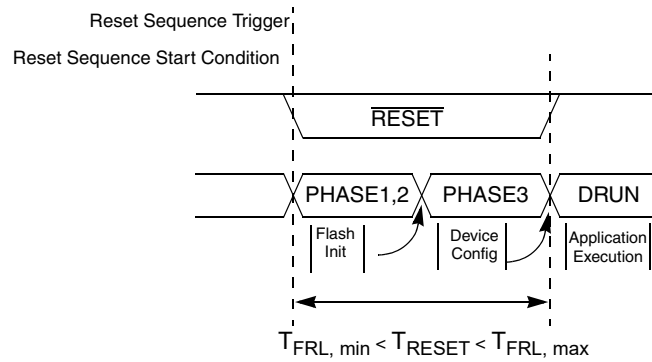 Reset Sequence Trigger
Reset Sequence Start Condition
RESET
PHASE1,2 PHASE3 DRUN
Flash Init
Device Config
Application Execution
TFRL, min < TRESET < TFRL, max